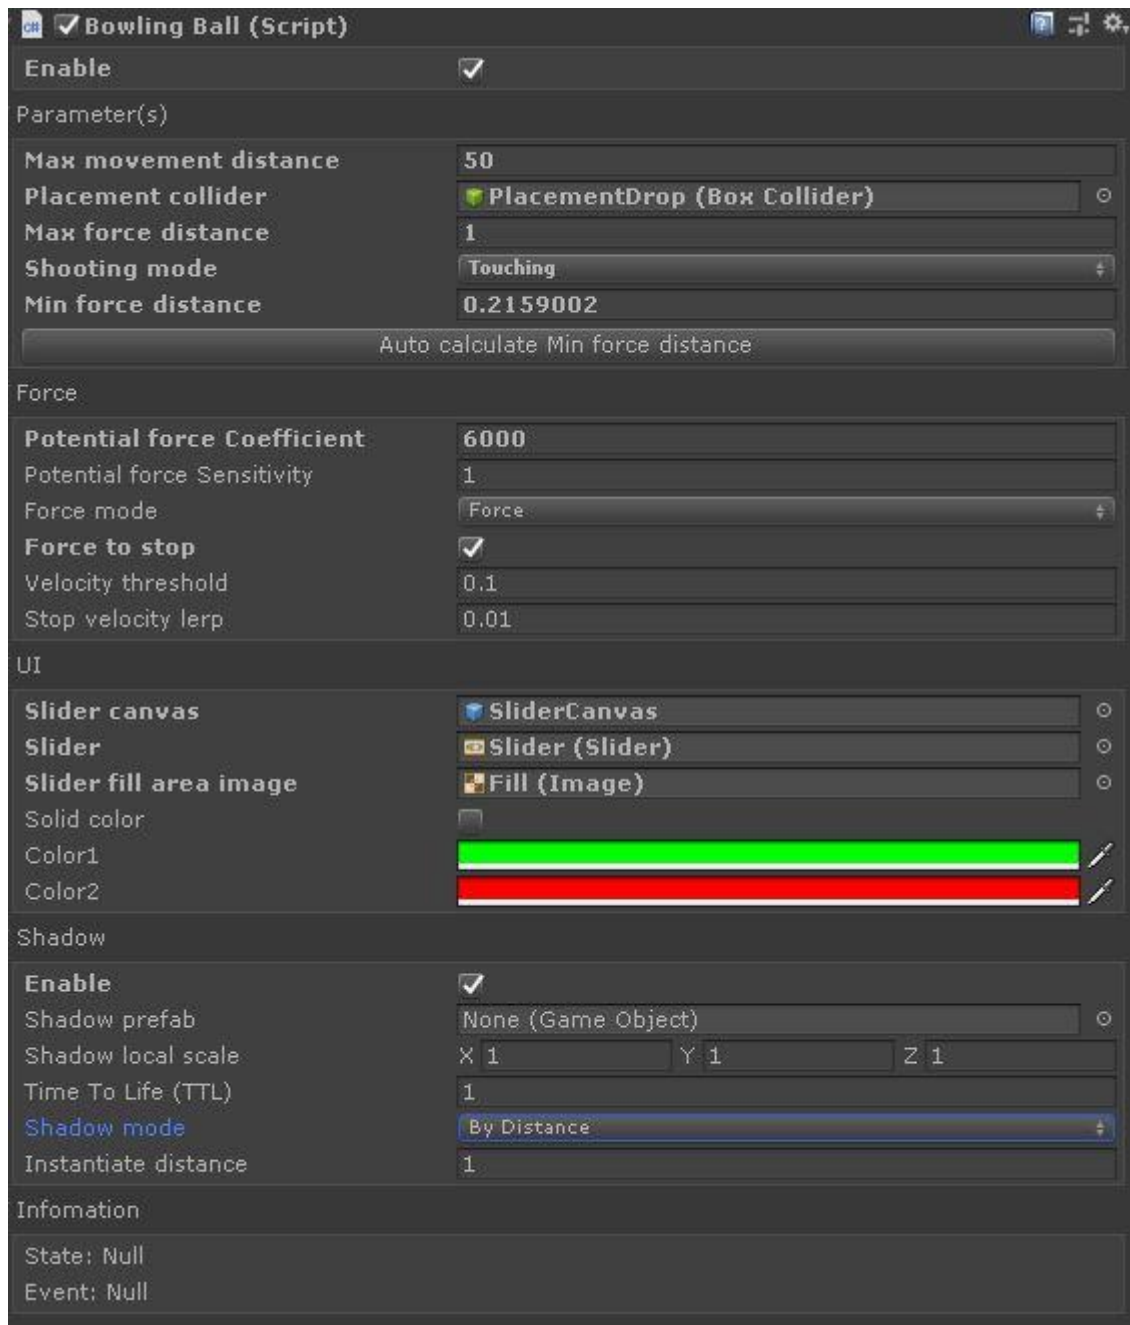 C# Bowling Ball (Script)
Enable
Parameter(s)
Max movement distance 50
Placement collider PlacementDrop (Box Collider)
Max force distance 1
Shooting mode Touching
Min force distance 0.2159002
Auto calculate Min force distance
Force
Potential force Coefficient 6000
Potential force Sensitivity 1
Force mode Force
Force to stop
Velocity threshold 0.1
Stop velocity lerp 0.01
UI
Slider canvas SliderCanvas
Slider Slider (Slider)
Slider fill area image Fill (Image)
Solid color
Color1
Color2
Shadow
Enable
Shadow prefab None (Game Object)
Shadow local scale X 1 Y 1 Z 1
Time To Life (TTL) 1
Shadow mode By Distance
Instantiate distance 1
Infomation
State: Null
Event: Null